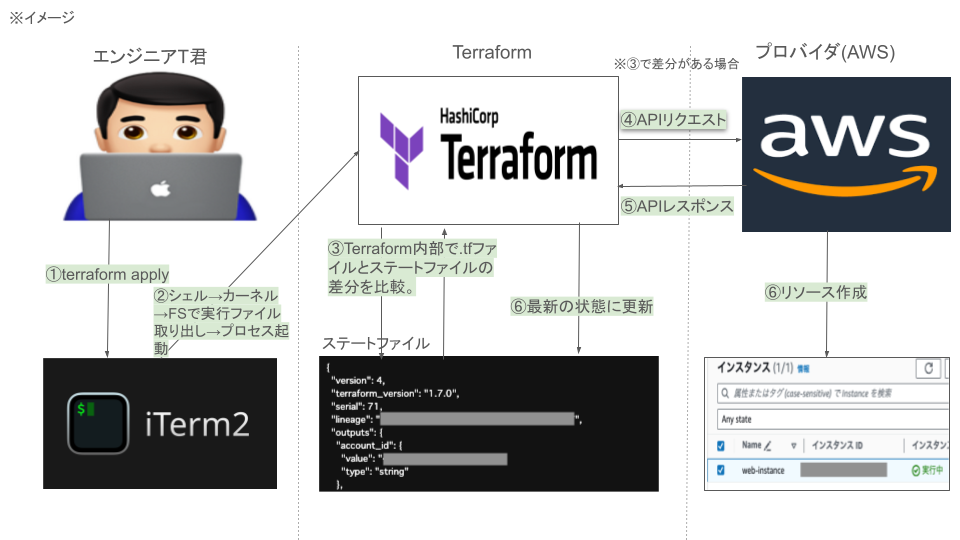 ※イメージ
エンジニアT君
Terraform
※③で差分がある場合
プロバイダ(AWS)
HashiCorp
Terraform
aws
④APIリクエスト
⑤APIレスポンス
①terraform apply
②シェル→カーネル
→FSで実行ファイル
取り出し→プロセス起
動
③Terraform内部で.tfファ
イルとステートファイルの
差分を比較。
⑥最新の状態に更新
⑥リソース作成
$
iTerm2
ステートファイル
{
"version": 4,
"terraform_version": "1.7.0",
"serial": 71,
"lineage": "",
"outputs": {
"account_id": {
"value": "
"type": "string"
},
インスタンス (1/1) 情報
属性またはタグ (case-sensitive) で Instance を検索
Any state
Name インスタンス ID インスタン
web-instance 実行中